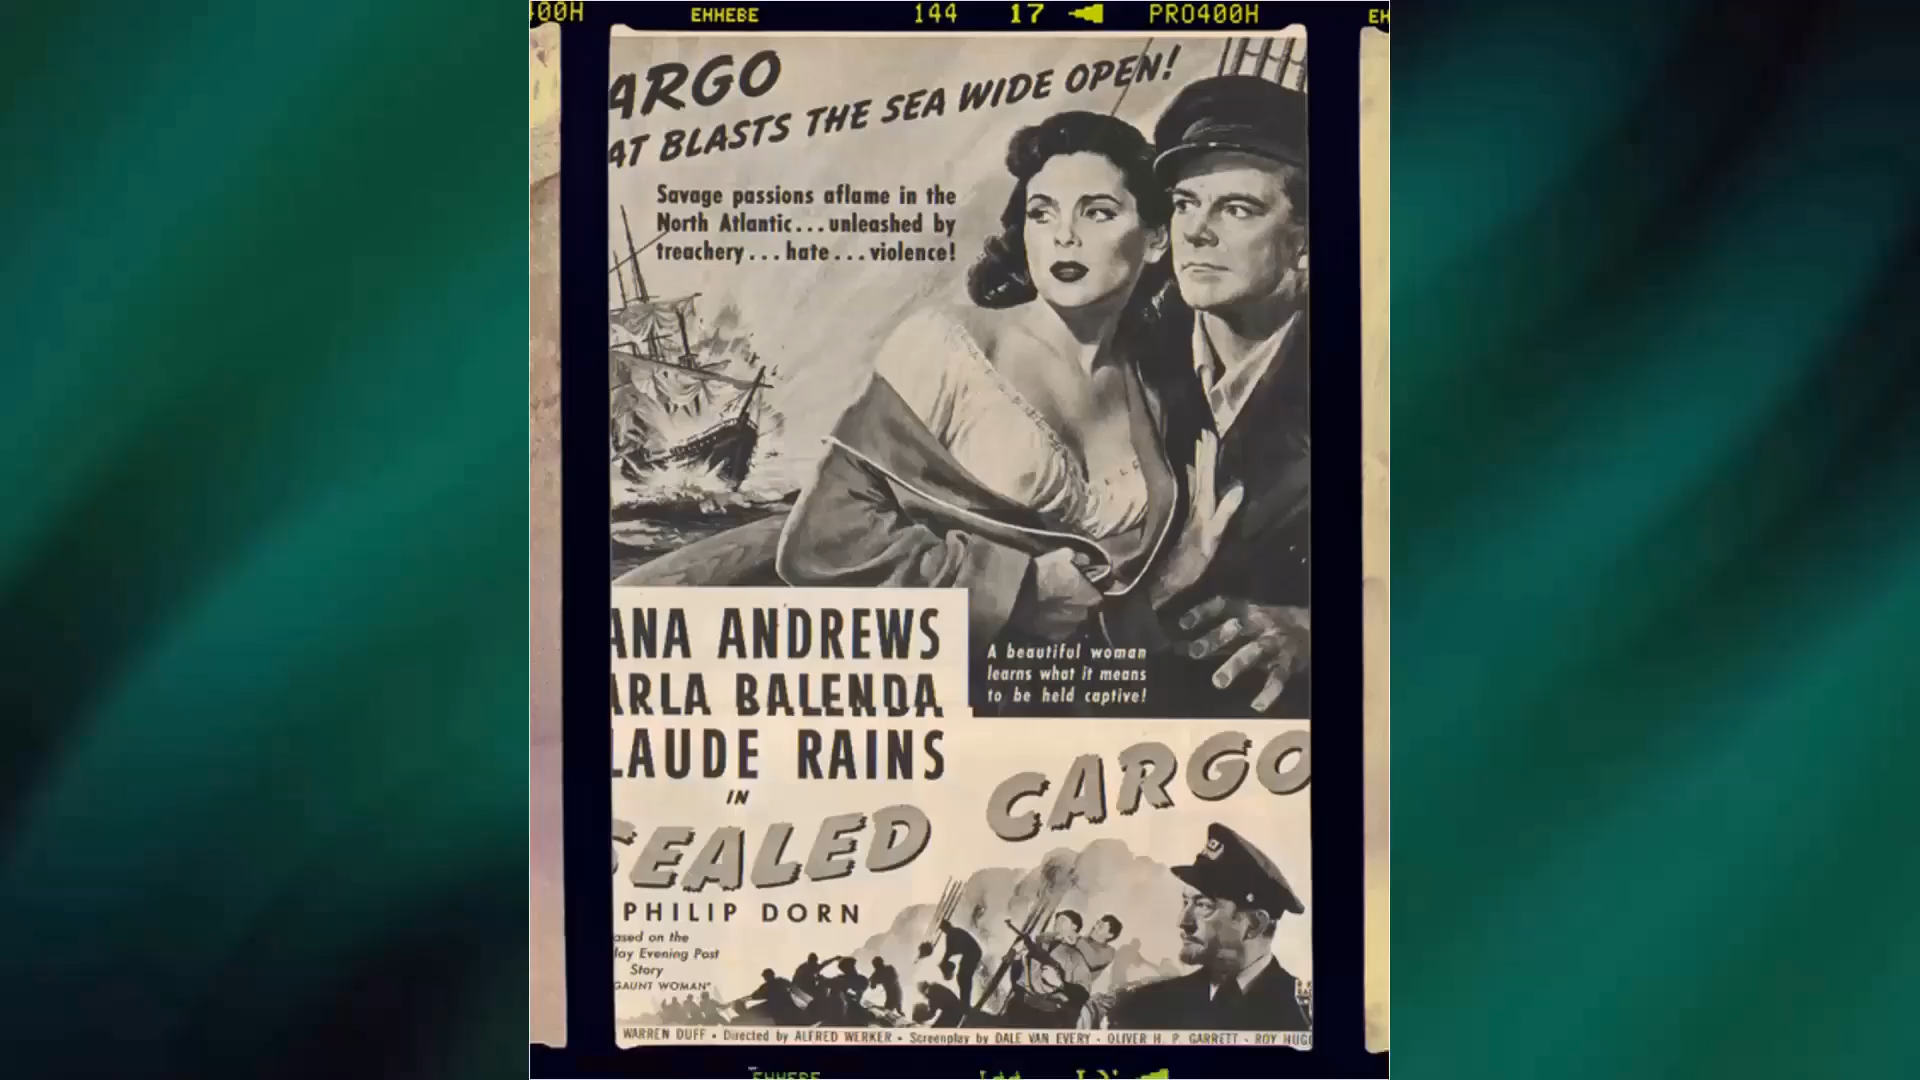 400H EHHEBE 144 17 PRO400H EH
ARGO
AT BLASTS THE SEA WIDE OPEN!
Savage passions aflame in the
North Atlantic...unleashed by
treachery...hate...violence!
ANA ANDREWS
ARLA BALENDA
LAUDE RAINS
IN
A beautiful woman
learns what it means
to be held captive!
SEALED CARGO
PHILIP DORN
ased on the
day Evening Post
Story
GAUNT WOMAN"
WARREN DUFF • Directed by ALFRED WERKER • Screenplay by DALE VAN EVERY • OLIVER H. P. GARRETT • ROY HUG